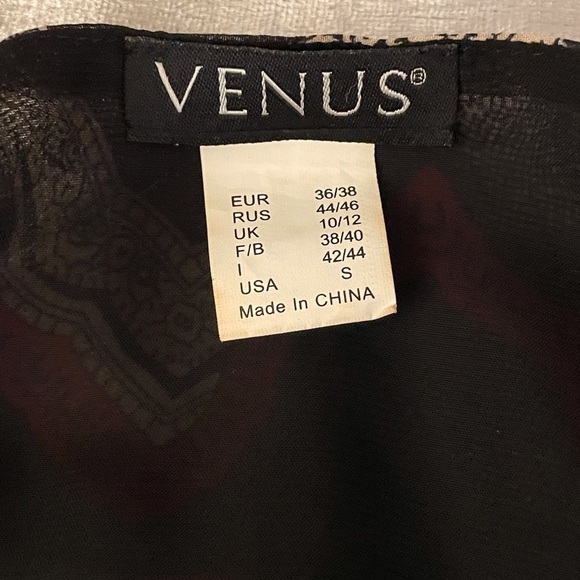 VENUS®
EUR 36/38
RUS 44/46
UK 10/12
F/B 38/40
I 42/44
USA S
Made In CHINA